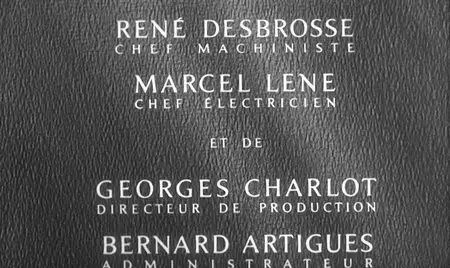 RENÉ DESBROSSE
CHEF MACHINISTE
MARCEL LENE
CHEF ÉLECTRICIEN
ET DE
GEORGES CHARLOT
DIRECTEUR DE PRODUCTION
BERNARD ARTIGUES
ADMINISTRATEUR